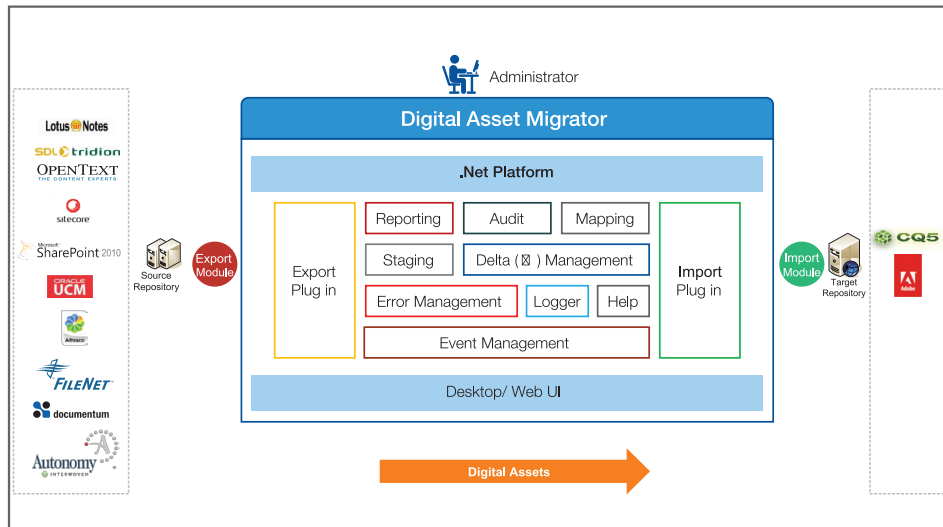 Administrator
Digital Asset Migrator
.Net Platform
Lotus Notes
SDL tridion
OPENTEXT
THE CONTENT EXPERTS
sitecore
Microsoft
SharePoint 2010
ORACLE
UCM
Alfresco
FILENET
documentum
Autonomy
INTERWOVEN
Source
Repository
Export
Module
Export
Plug in
Reporting
Audit
Mapping
Staging
Delta ( ) Management
Error Management
Logger
Help
Event Management
Import
Plug in
Import
Module
Target
Repository
CQ5
Adobe
Desktop/ Web UI
Digital Assets